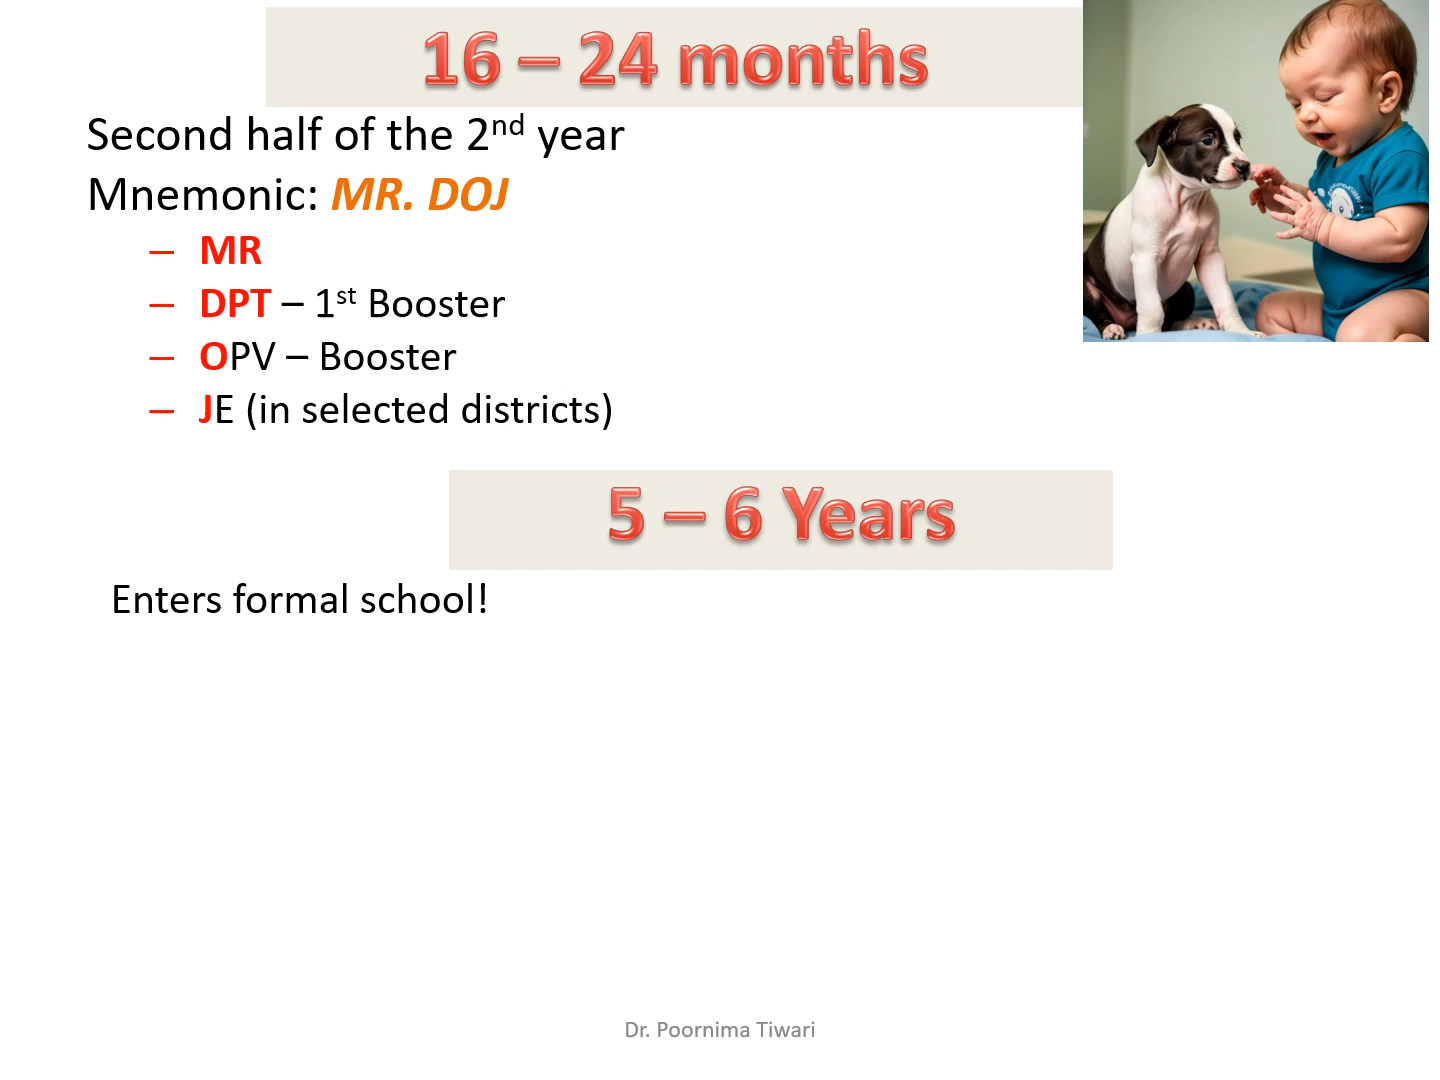 16 – 24 months
Second half of the 2nd year
Mnemonic: MR. DOJ
– MR
– DPT – 1st Booster
– OPV – Booster
– JE (in selected districts)
5 – 6 Years
Enters formal school!
Dr. Poornima Tiwari